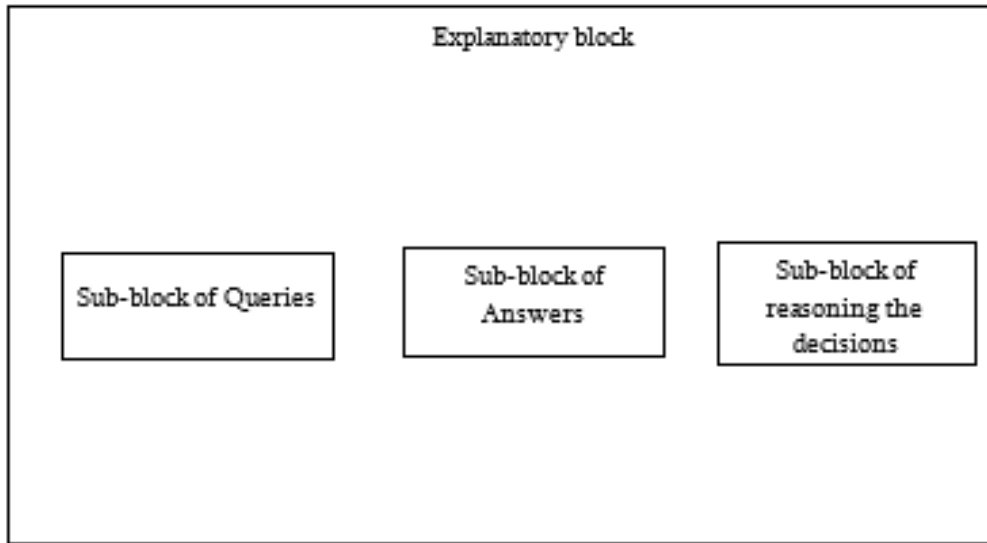 Explanatory block
Sub-block of Queries
Sub-block of
Answers
Sub-block of
reasoning the
decisions